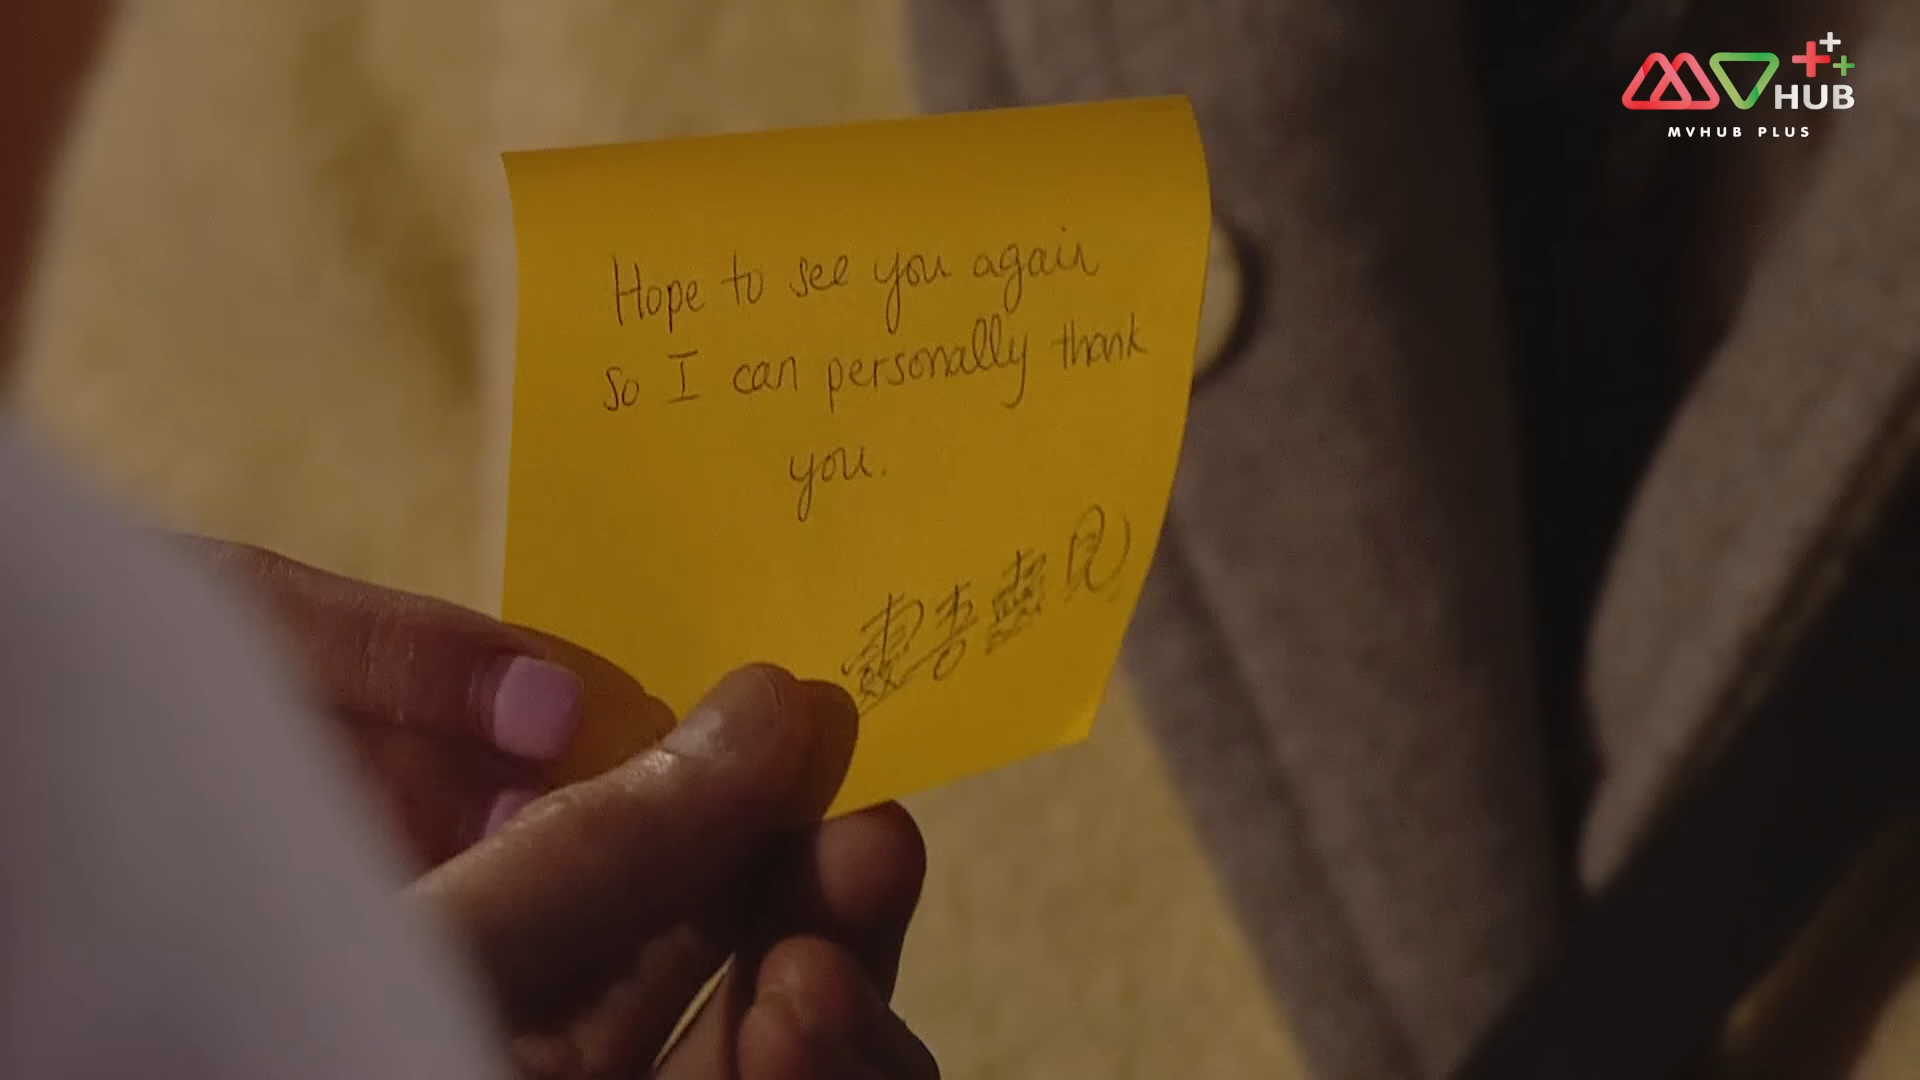 HUB
MVHUB PLUS
Hope to see you again
so I can personally thank
you.